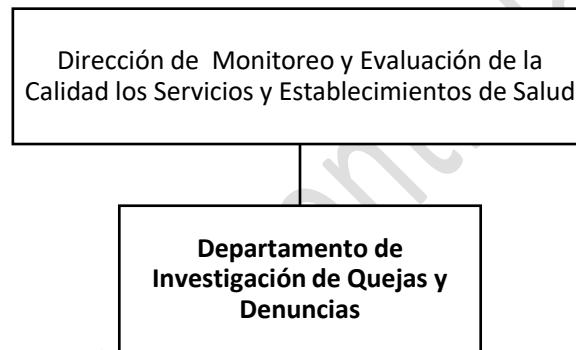 Dirección de Monitoreo y Evaluación de la
Calidad los Servicios y Establecimientos de Salud
Departamento de
Investigación de Quejas y
Denuncias